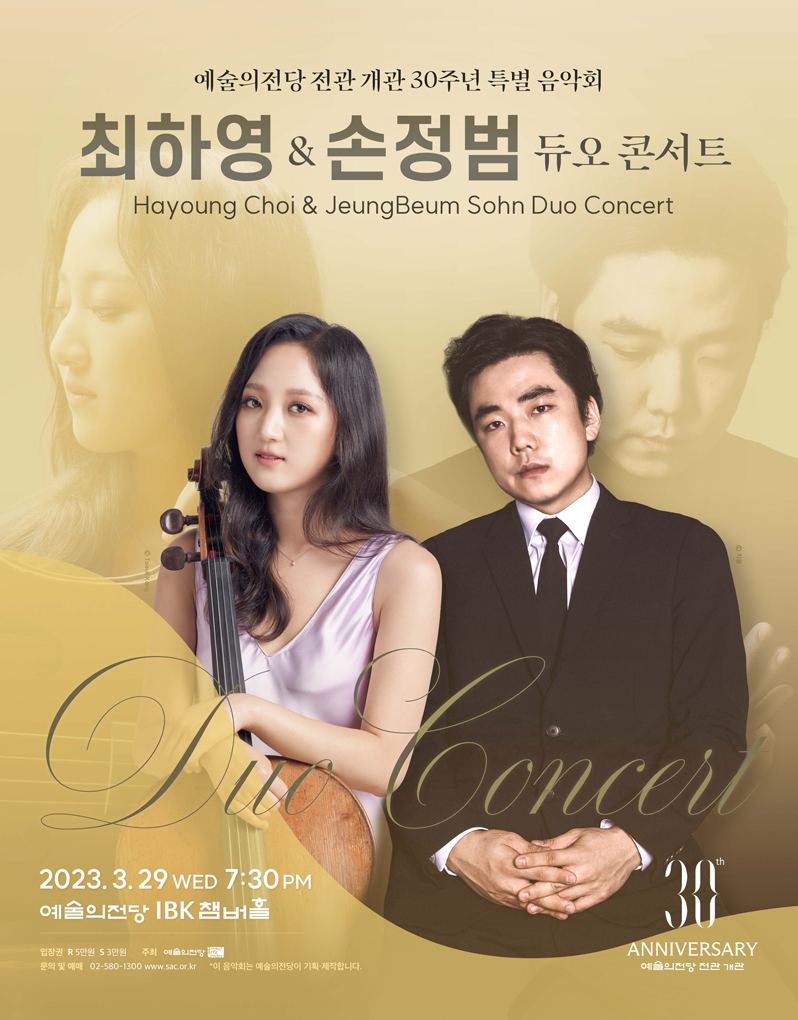 예술의전당 전관 개관 30주년 특별 음악회
최하영 & 손정범 듀오 콘서트
Hayoung Choi & JeungBeum Sohn Duo Concert
Duo Concert
2023. 3. 29 WED 7:30 PM
예술의전당 IBK챔버홀
입장권 R 5만원 S 3만원 주최 예술의전당
문의 및 예매 02-580-1300 www.sac.or.kr *이 음악회는 예술의전당이 기획·제작합니다.
30th
ANNIVERSARY
예술의전당 전관 개관